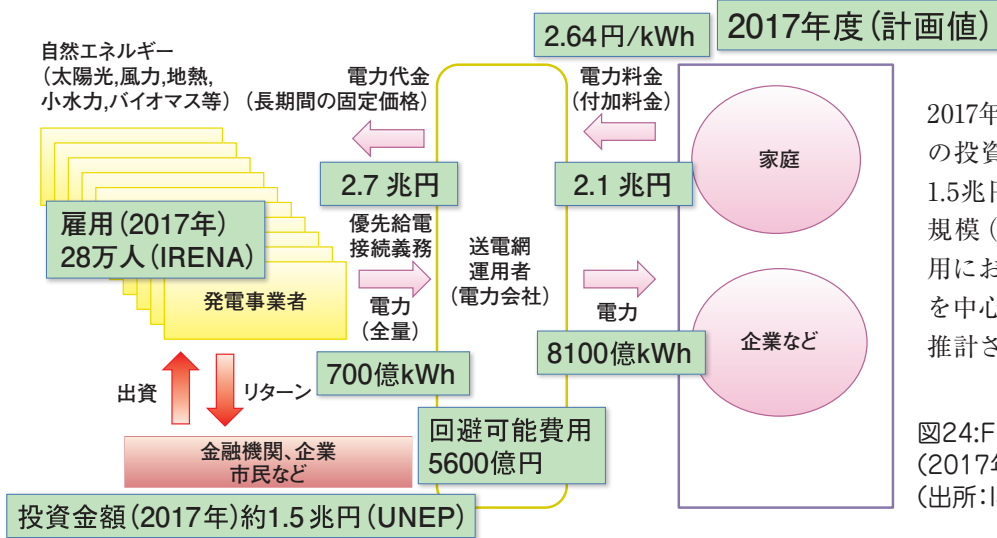 2.64円/kWh
2017年度(計画値)
自然エネルギー
(太陽光,風力,地熱,
小水力,バイオマス等)
電力代金
(長期間の固定価格)
電力料金
(付加料金)
2.7 兆円
2.1 兆円
家庭
雇用(2017年)
28万人(IRENA)
発電事業者
優先給電
接続義務
電力
(全量)
送電網
運用者
(電力会社)
電力
企業など
700億kWh
8100億kWh
出資
リターン
回避可能費用
5600億円
金融機関、企業
市民など
投資金額(2017年)約1.5兆円(UNEP)
2017年
の投資
1.5兆円
規模(
用にお
を中心
推計さ
図24:F
(2017年
(出所:I